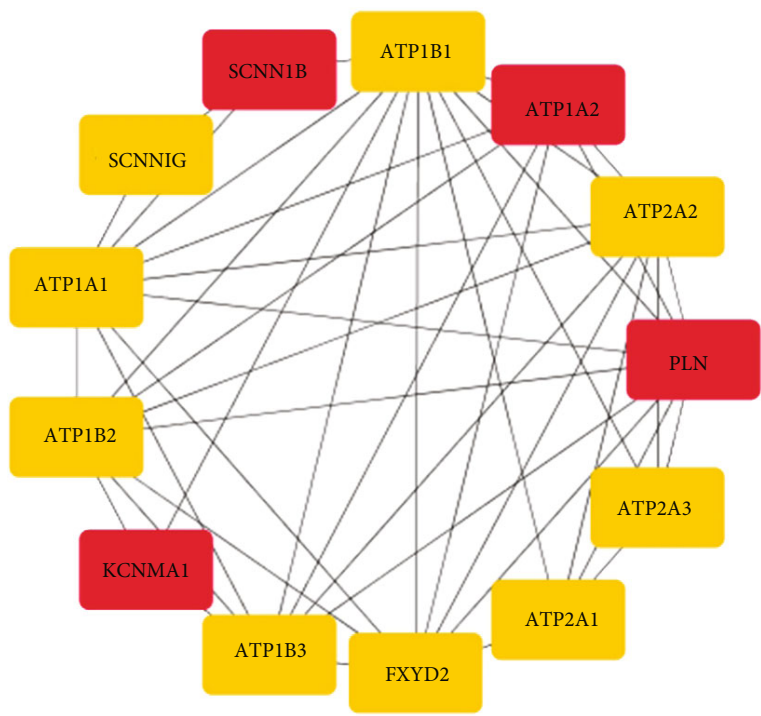 ATP1B1
SCNN1B
ATP1A2
SCNNIG
ATP2A2
ATP1A1
PLN
ATP1B2
ATP2A3
KCNMA1
ATP2A1
ATP1B3
FXYD2